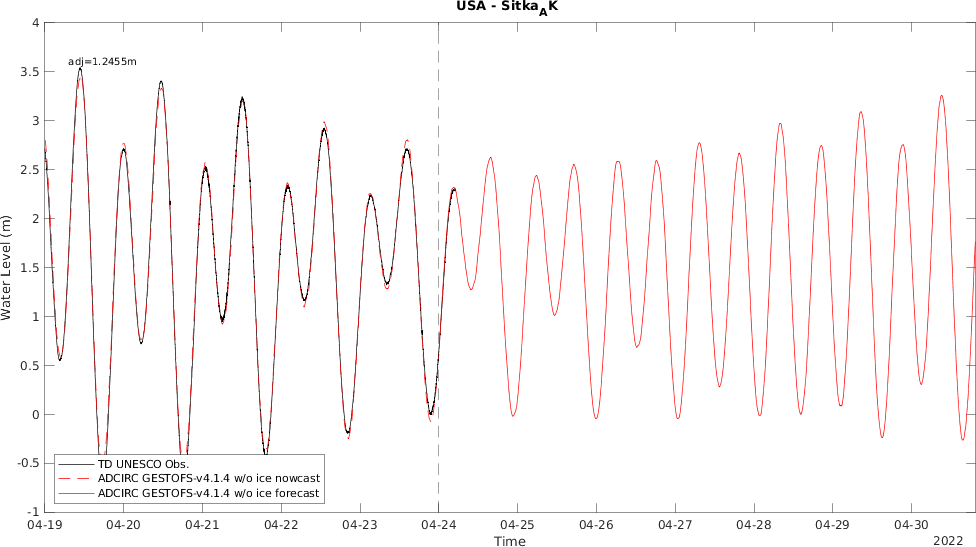 USA - Sitka_AK
adj=1.2455m
4
3.5
3
2.5
2
1.5
1
0.5
0
-0.5
-1
Water Level (m)
TD UNESCO Obs.
ADCIRC GESTOFS-v4.1.4 w/o ice nowcast
ADCIRC GESTOFS-v4.1.4 w/o ice forecast
04-19 04-20 04-21 04-22 04-23 04-24 04-25 04-26 04-27 04-28 04-29 04-30
Time
2022